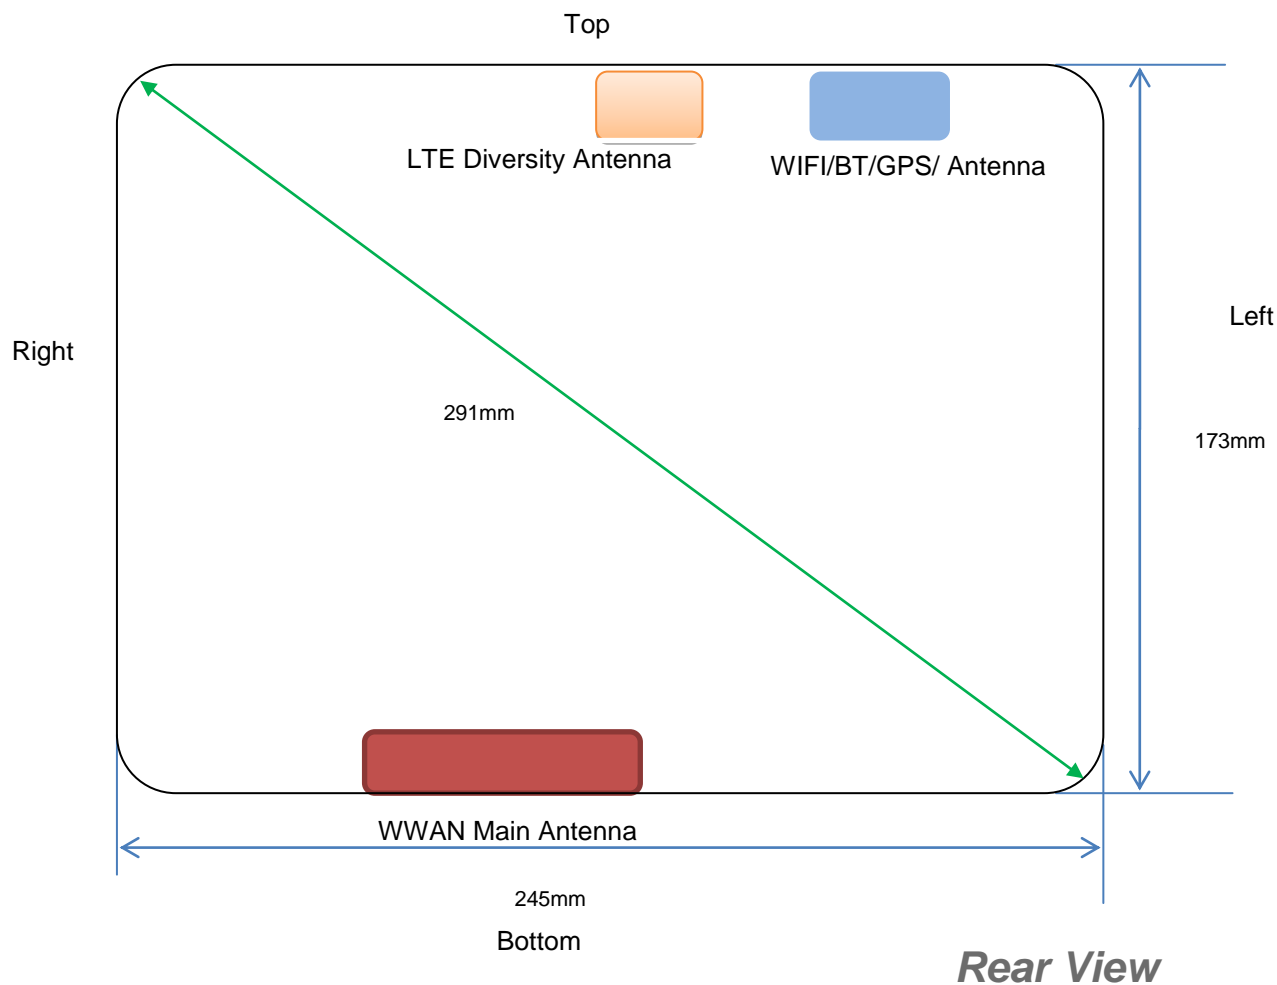 Top
LTE Diversity Antenna
WIFI/BT/GPS/ Antenna
Left
Right
291mm
173mm
WWAN Main Antenna
245mm
Bottom
Rear View